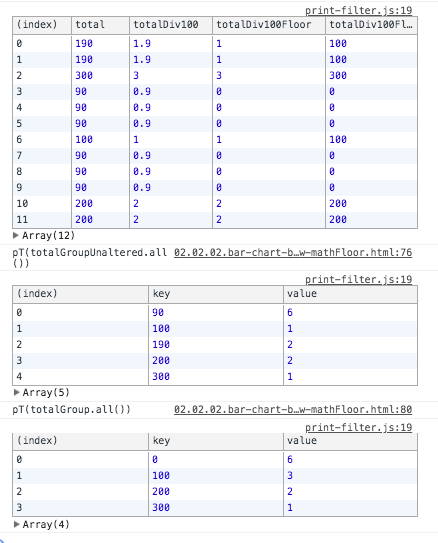 print-filter.js:19
(index) total totalDiv100 totalDiv100Floor totalDiv100Fl…
0 190 1.9 1 100
1 190 1.9 1 100
2 300 3 3 300
3 90 0.9 0 0
4 90 0.9 0 0
5 90 0.9 0 0
6 100 1 1 100
7 90 0.9 0 0
8 90 0.9 0 0
9 90 0.9 0 0
10 200 2 2 200
11 200 2 2 200
▶ Array(12)
pT(totalGroupUnaltered.all 02.02.02.bar-chart-b…w-mathFloor.html:76
())
print-filter.js:19
(index) key value
0 90 6
1 100 1
2 190 2
3 200 2
4 300 1
▶ Array(5)
pT(totalGroup.all()) 02.02.02.bar-chart-b…w-mathFloor.html:80
print-filter.js:19
(index) key value
0 0 6
1 100 3
2 200 2
3 300 1
▶ Array(4)